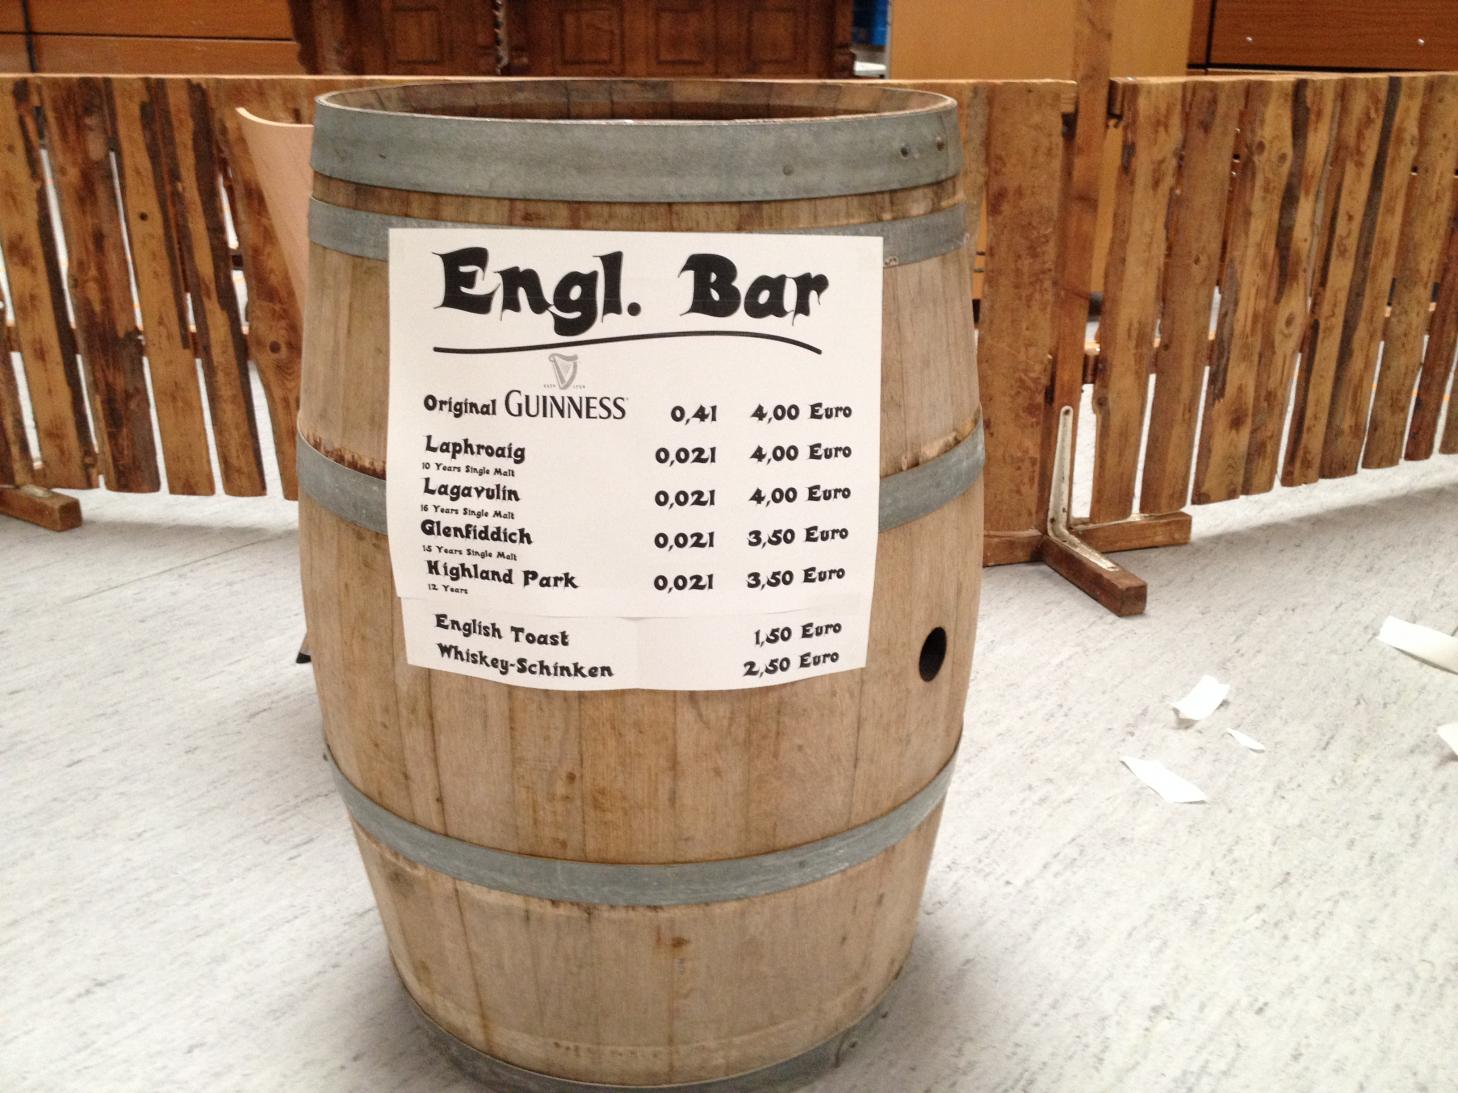 Engl. Bar
ESTD 1759
Original GUINNESS 0,4l 4,00 Euro
Laphroaig 0,02l 4,00 Euro
10 Years Single Malt
Lagavulin 0,02l 4,00 Euro
16 Years Single Malt
Glenfiddich 0,02l 3,50 Euro
15 Years Single Malt
Highland Park 0,02l 3,50 Euro
12 Years
English Toast 1,50 Euro
Whiskey-Schinken 2,50 Euro